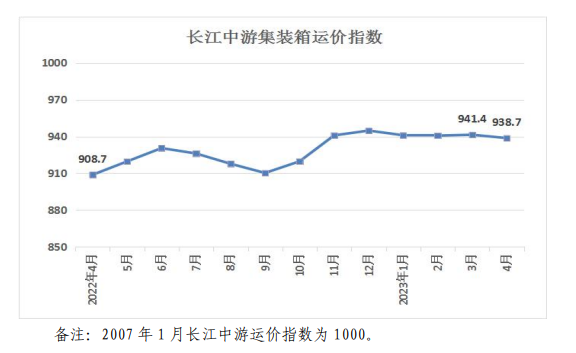 长江中游集装箱运价指数
1000
970
940
910
880
850
908.7
941.4
938.7
2022年4月
5月
6月
7月
8月
9月
10月
11月
12月
2023年1月
2月
3月
4月
备注：2007年1月长江中游运价指数为1000。